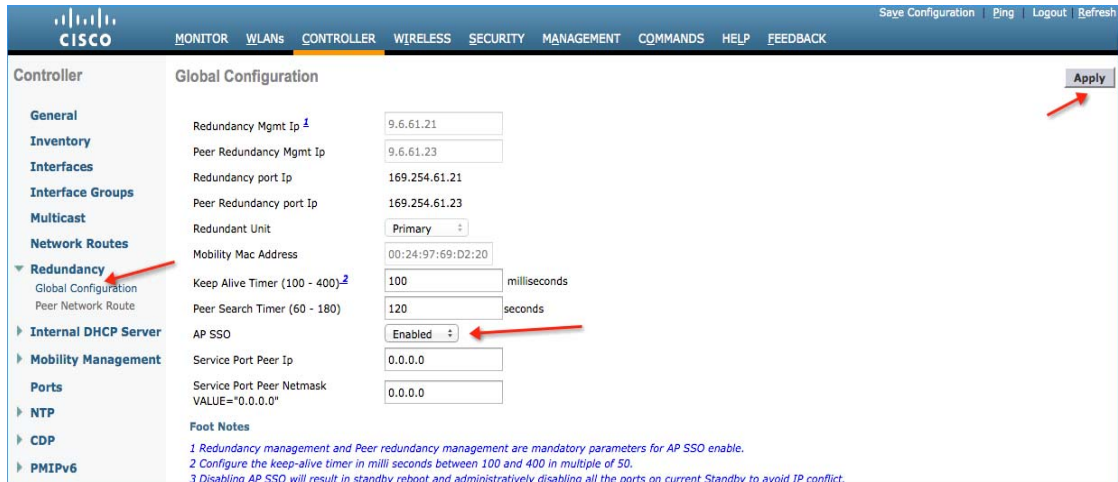 Save Configuration | Ping | Logout | Refresh
CISCO
MONITOR WLANs CONTROLLER WIRELESS SECURITY MANAGEMENT COMMANDS HELP FEEDBACK
Controller
General
Inventory
Interfaces
Interface Groups
Multicast
Network Routes
Redundancy
Global Configuration
Peer Network Route
Internal DHCP Server
Mobility Management
Ports
NTP
CDP
PMIPv6
Global Configuration
Apply
Redundancy Mgmt Ip 1 9.6.61.21
Peer Redundancy Mgmt Ip 9.6.61.23
Redundancy port Ip 169.254.61.21
Peer Redundancy port Ip 169.254.61.23
Redundant Unit Primary
Mobility Mac Address 00:24:97:69:D2:20
Keep Alive Timer (100 - 400) 2 100 milliseconds
Peer Search Timer (60 - 180) 120 seconds
AP SSO Enabled
Service Port Peer Ip 0.0.0.0
Service Port Peer Netmask
VALUE="0.0.0.0" 0.0.0.0
Foot Notes
1 Redundancy management and Peer redundancy management are mandatory parameters for AP SSO enable.
2 Configure the keep-alive timer in milli seconds between 100 and 400 in multiple of 50.
3 Disabling AP SSO will result in standby reboot and administratively disabling all the ports on current Standby to avoid IP conflict.